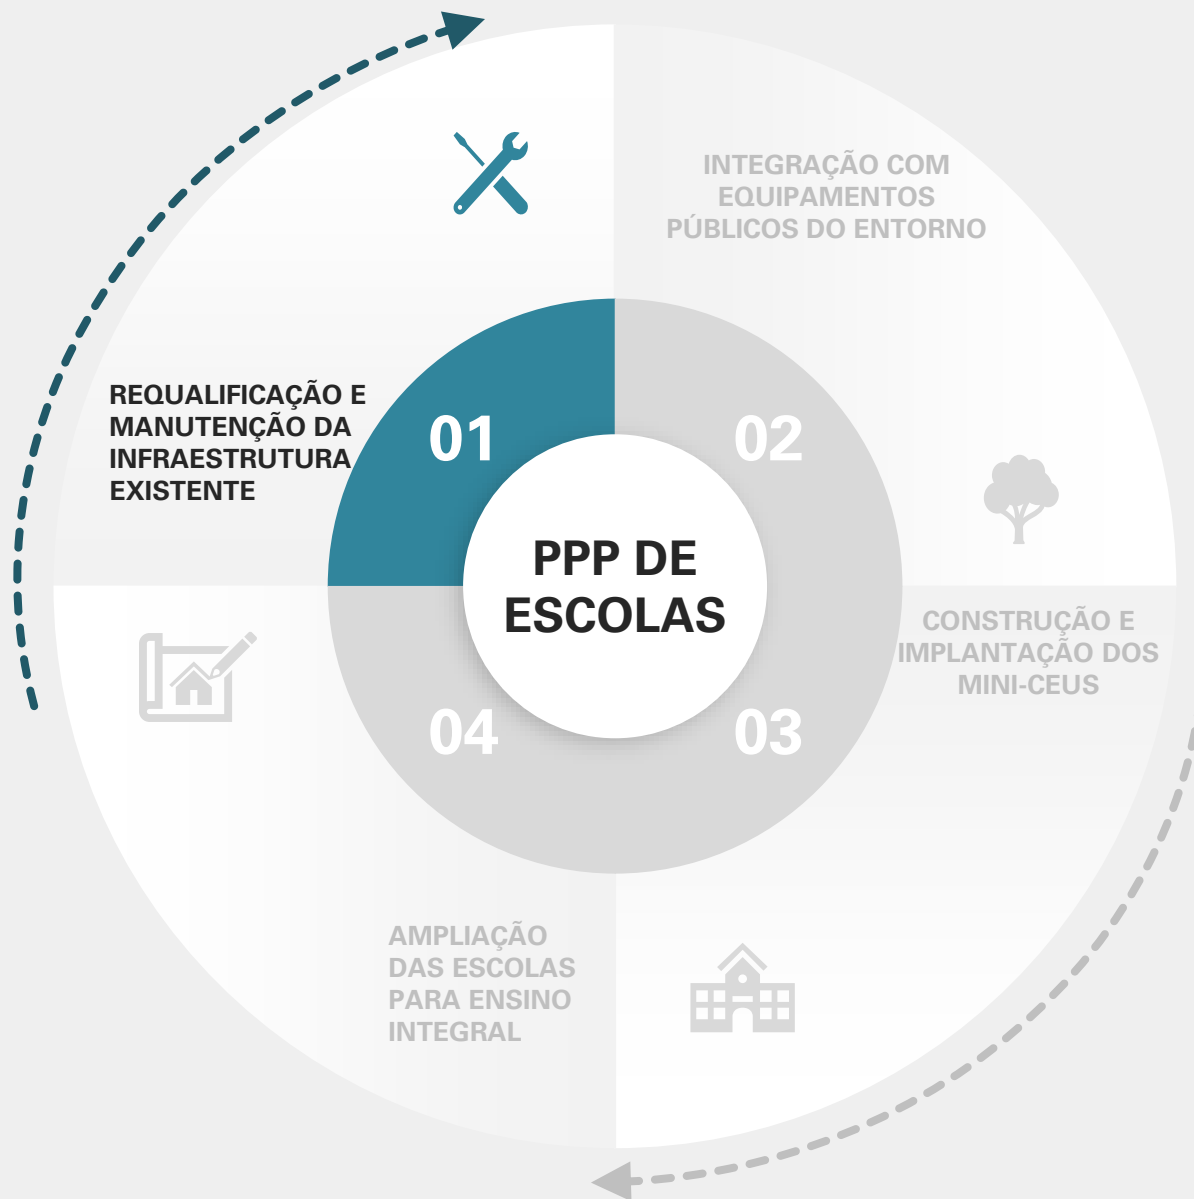 REQUALIFICAÇÃO E
MANUTENÇÃO DA
INFRAESTRUTURA
EXISTENTE
01
INTEGRAÇÃO COM
EQUIPAMENTOS
PÚBLICOS DO ENTORNO
02
PPP DE
ESCOLAS
CONSTRUÇÃO E
IMPLANTAÇÃO DOS
MINI-CEUS
03
AMPLIAÇÃO
DAS ESCOLAS
PARA ENSINO
INTEGRAL
04